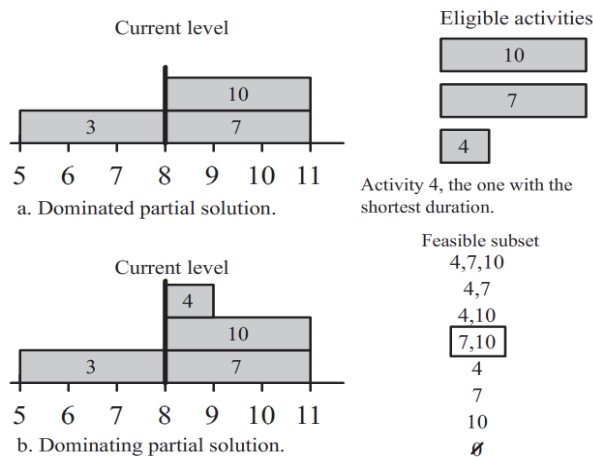 Current level
10
3
7
5 6 7 8 9 10 11
a. Dominated partial solution.
Eligible activities
10
7
4
Activity 4, the one with the
shortest duration.
Current level
4
10
3
7
5 6 7 8 9 10 11
b. Dominating partial solution.
Feasible subset
4,7,10
4,7
4,10
7,10
4
7
10
∅